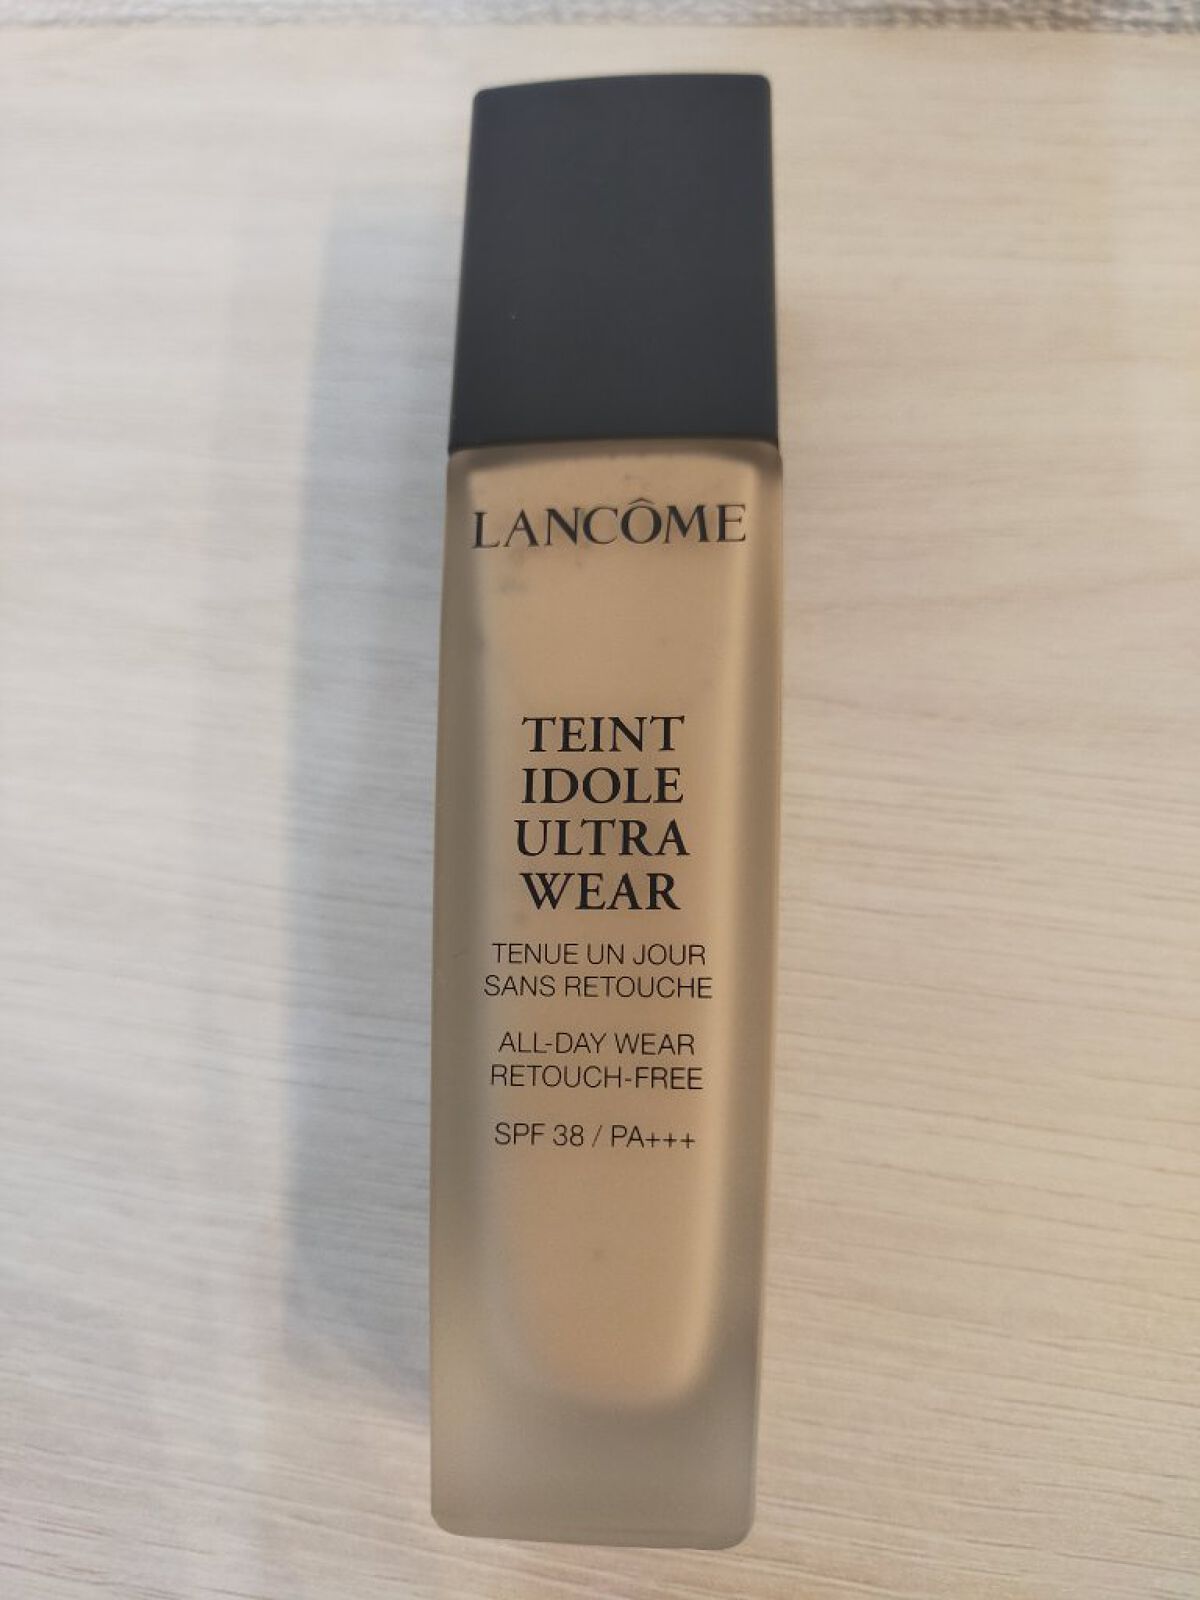 LANCÔME
TEINT
IDOLE
ULTRA
WEAR
TENUE UN JOUR
SANS RETOUCHE
ALL-DAY WEAR
RETOUCH-FREE
SPF 38 / PA+++